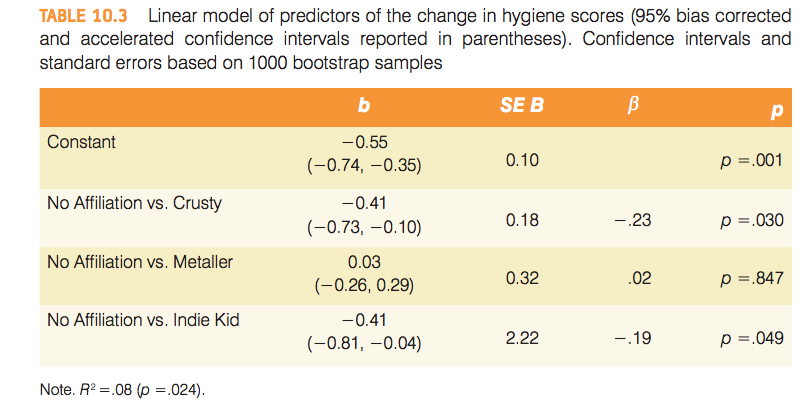 TABLE 10.3 Linear model of predictors of the change in hygiene scores (95% bias corrected
and accelerated confidence intervals reported in parentheses). Confidence intervals and
standard errors based on 1000 bootstrap samples
b SE B β p
Constant −0.55 (−0.74, −0.35) 0.10 p =.001
No Affiliation vs. Crusty −0.41 (−0.73, −0.10) 0.18 −.23 p =.030
No Affiliation vs. Metaller 0.03 (−0.26, 0.29) 0.32 .02 p =.847
No Affiliation vs. Indie Kid −0.41 (−0.81, −0.04) 2.22 −.19 p =.049
Note. R² =.08 (p =.024).